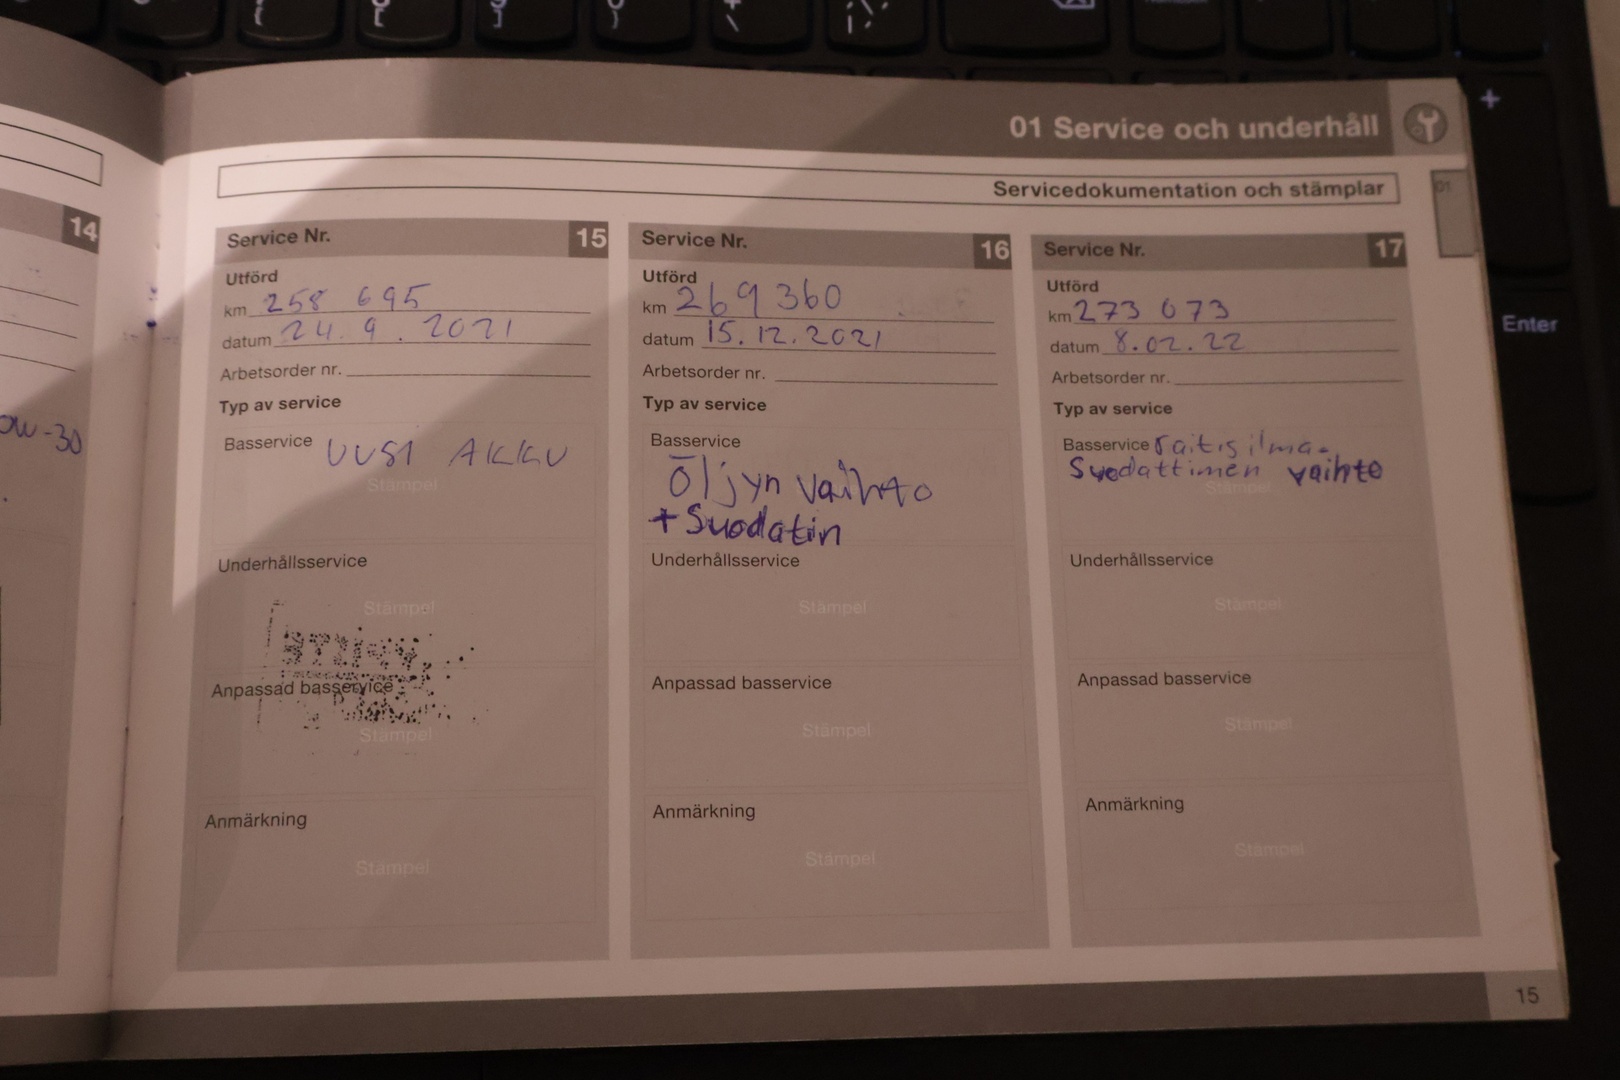 01 Service och underhåll
Servicedokumentation och stämplar
01
14
0W-30
Service Nr. 15
Utförd
km 258 695
datum 24.9.2021
Arbetsorder nr.
Typ av service
Basservice UUSI AKKU
Stämpel
Underhållsservice
Stämpel
Anpassad basservice
Stämpel
Anmärkning
Stämpel
Service Nr. 16
Utförd
km 269 360
datum 15.12.2021
Arbetsorder nr.
Typ av service
Basservice
Öljyn vaihto
+ Suodatin
Underhållsservice
Stämpel
Anpassad basservice
Stämpel
Anmärkning
Stämpel
Service Nr. 17
Utförd
km 273 073
datum 8.02.22
Arbetsorder nr.
Typ av service
Basservice raitisilma-
Suodattimen vaihto
Stämpel
Underhållsservice
Stämpel
Anpassad basservice
Stämpel
Anmärkning
Stämpel
15
+
Enter